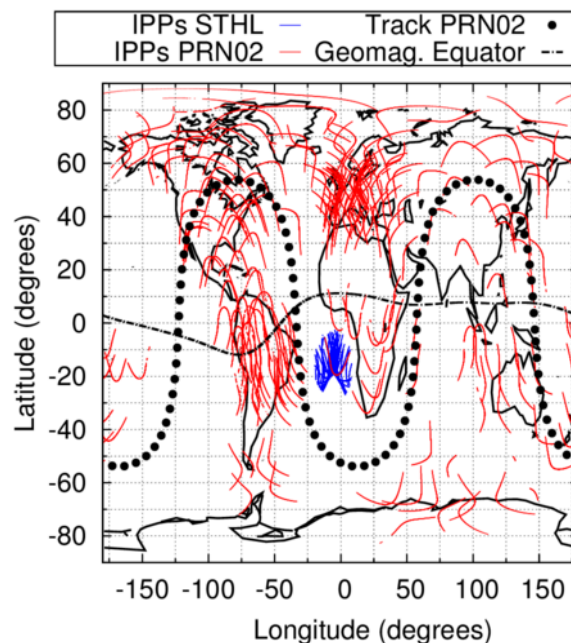 IPPs STHL Track PRN02
IPPs PRN02 Geomag. Equator
80
60
40
20
0
-20
-40
-60
-80
Latitude (degrees)
-150 -100 -50 0 50 100 150
Longitude (degrees)